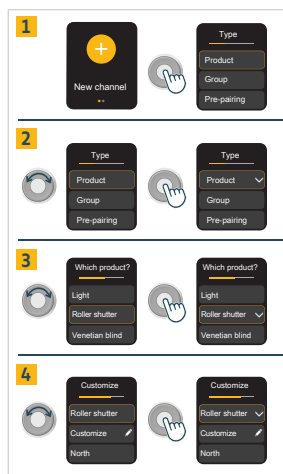 1
New channel
Type
Product
Group
Pre-pairing
2
Type
Product
Group
Pre-pairing
Type
Product
Group
Pre-pairing
3
Which product?
Light
Roller shutter
Venetian blind
Which product?
Light
Roller shutter
Venetian blind
4
Customize
Roller shutter
Customize
North
Customize
Roller shutter
Customize
North